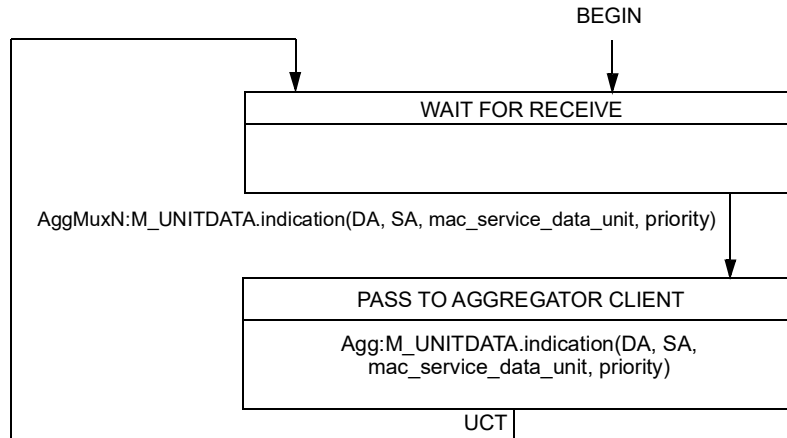 BEGIN
WAIT FOR RECEIVE
AggMuxN:M_UNITDATA.indication(DA, SA, mac_service_data_unit, priority)
PASS TO AGGREGATOR CLIENT
Agg:M_UNITDATA.indication(DA, SA,
mac_service_data_unit, priority)
UCT